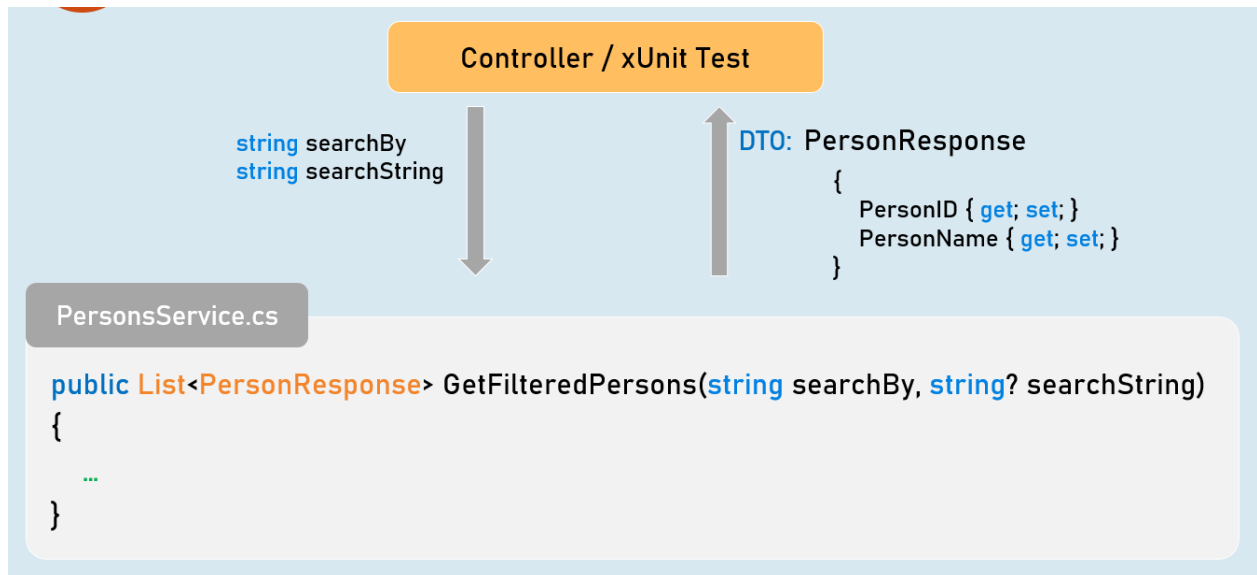 Controller / xUnit Test
string searchBy
string searchString
DTO: PersonResponse
{
PersonID { get; set; }
PersonName { get; set; }
}
PersonsService.cs
public List<PersonResponse> GetFilteredPersons(string searchBy, string? searchString)
{
...
}